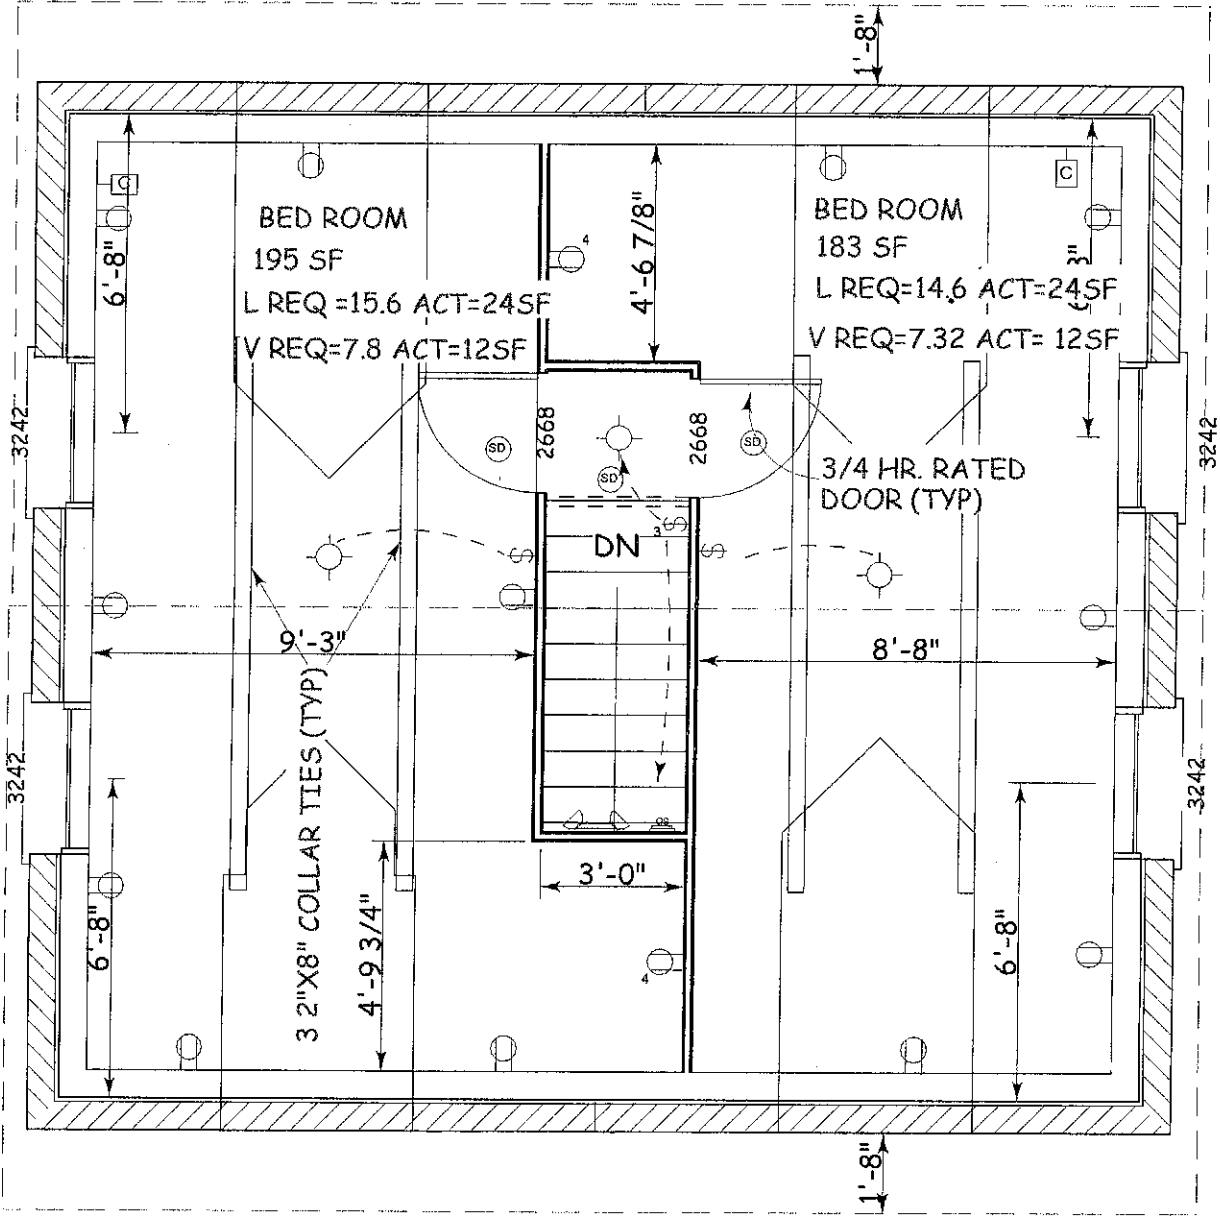 1'-8"
C
C
BED ROOM
195 SF
L REQ =15.6 ACT=24SF
V REQ=7.8 ACT=12SF
6'-8"
4
4'-6 7/8"
BED ROOM
183 SF
L REQ=14.6 ACT=24SF
V REQ=7.32 ACT= 12SF
3242
2668
2668
3242
SD
SD
SD
3/4 HR. RATED
DOOR (TYP)
$
DN
3
$
$
9'-3"
8'-8"
3 2"X8" COLLAR TIES (TYP)
3242
3242
3'-0"
6'-8"
4'-9 3/4"
4
6'-8"
1'-8"